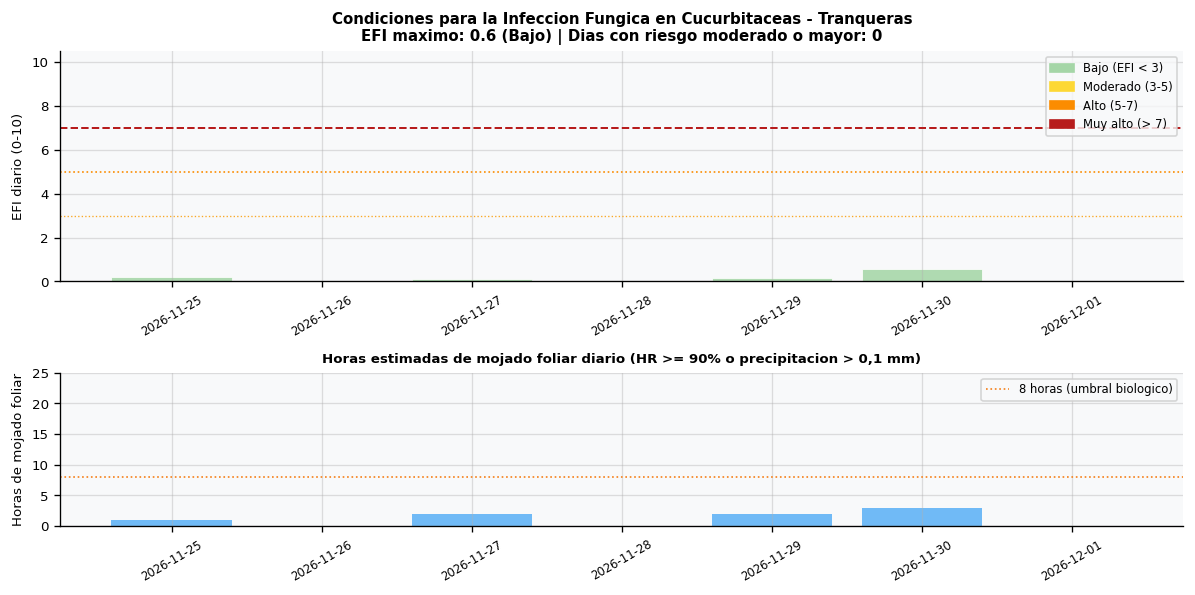 Condiciones para la Infeccion Fungica en Cucurbitaceas - Tranqueras
EFI maximo: 0.6 (Bajo) | Dias con riesgo moderado o mayor: 0
EFI diario (0-10)
10
8
6
4
2
0
Bajo (EFI < 3)
Moderado (3-5)
Alto (5-7)
Muy alto (> 7)
2026-11-25
2026-11-26
2026-11-27
2026-11-28
2026-11-29
2026-11-30
2026-12-01
Horas estimadas de mojado foliar diario (HR >= 90% o precipitacion > 0,1 mm)
Horas de mojado foliar
25
20
15
10
5
0
8 horas (umbral biologico)
2026-11-25
2026-11-26
2026-11-27
2026-11-28
2026-11-29
2026-11-30
2026-12-01